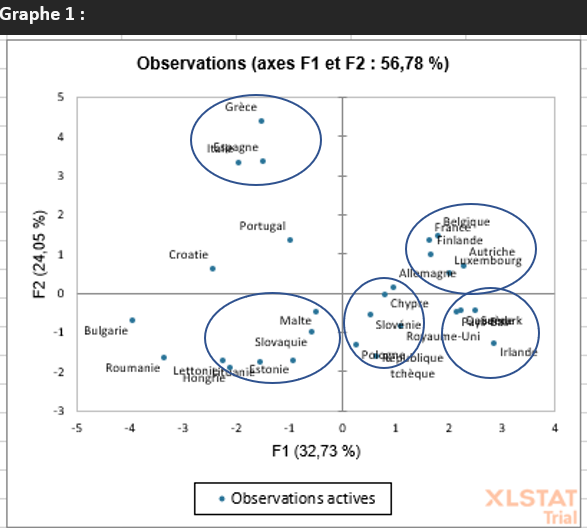 Graphe 1 :
Observations (axes F1 et F2 : 56,78 %)
5
4
3
2
1
0
-1
-2
-3
F2 (24,05 %)
Grèce
Espagne
Italie
Portugal
Croatie
Belgique
France
Finlande
Autriche
Luxembourg
Allemagne
Chypre
Malte
Slovénie
Bulgarie
Slovaquie
Royaume-Uni
Irlande
Pologne
République
tchèque
Roumanie
Lettonie
Estonie
Hongrie
-5
-4
-3
-2
-1
0
1
2
3
4
F1 (32,73 %)
Observations actives
XLSTAT
Trial